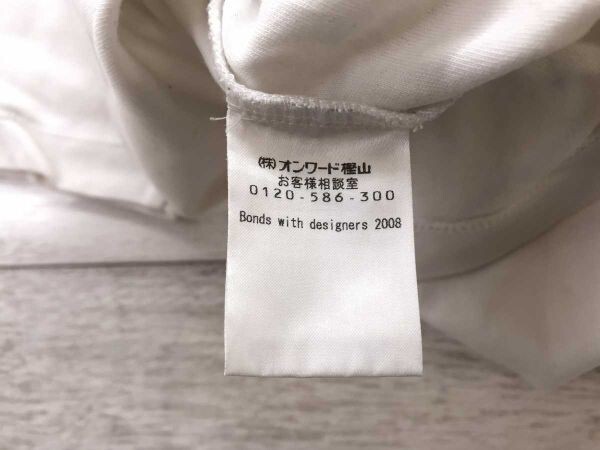 ㈱オンワード樫山
お客様相談室
0120-586-300
Bonds with designers 2008